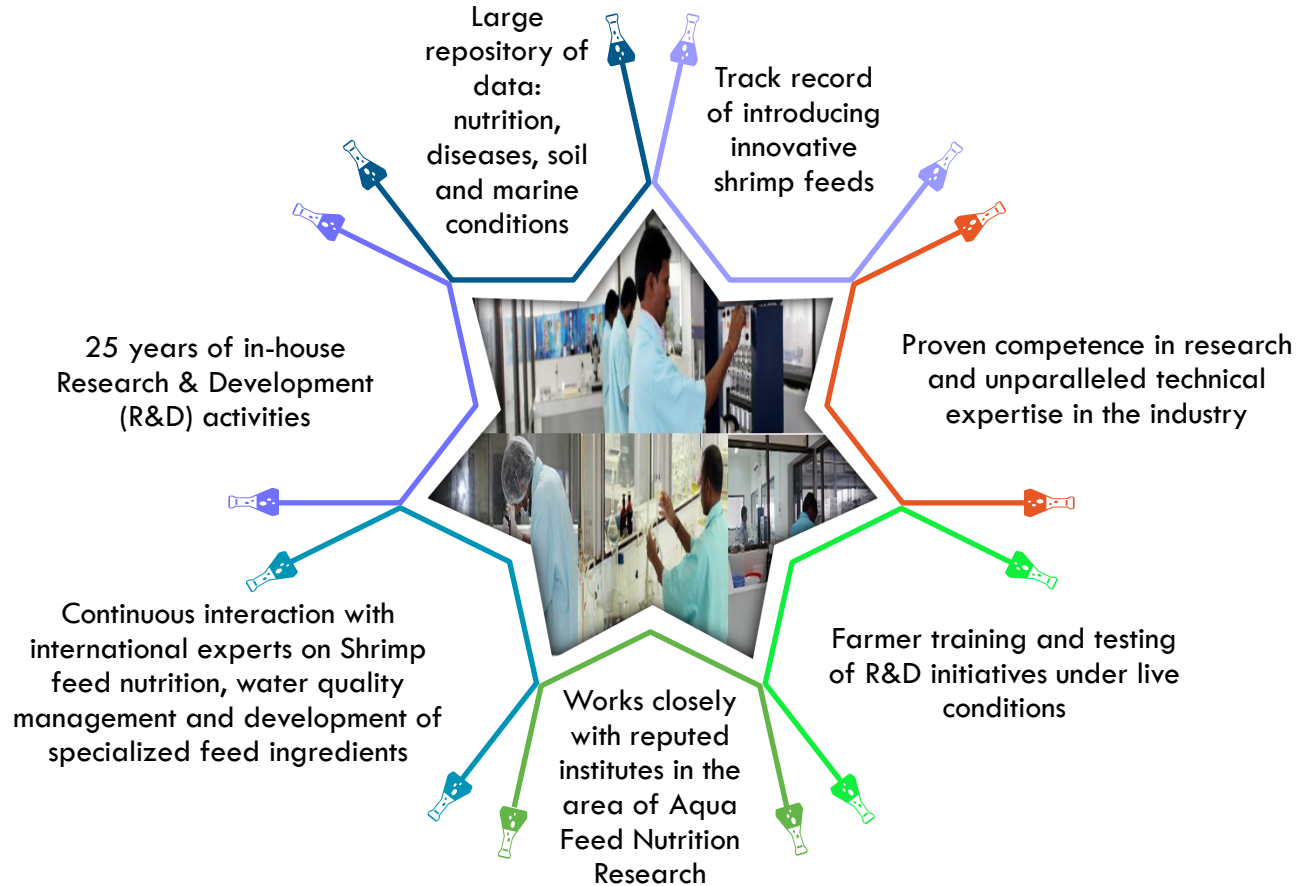 Large
repository of
data:
nutrition,
diseases, soil
and marine
conditions
Track record
of introducing
innovative
shrimp feeds
25 years of in-house
Research & Development
(R&D) activities
Proven competence in research
and unparalleled technical
expertise in the industry
Continuous interaction with
international experts on Shrimp
feed nutrition, water quality
management and development of
specialized feed ingredients
Farmer training and testing
of R&D initiatives under live
conditions
Works closely
with reputed
institutes in the
area of Aqua
Feed Nutrition
Research